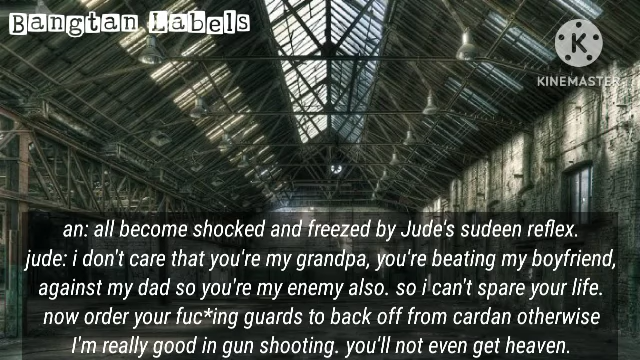 Bangtan Labels
KINEMASTER
an: all become shocked and freezed by Jude's sudeen reflex.
jude: i don't care that you're my grandpa, you're beating my boyfriend,
against my dad so you're my enemy also. so i can't spare your life.
now order your fuc*ing guards to back off from cardan otherwise
I'm really good in gun shooting. you'll not even get heaven.